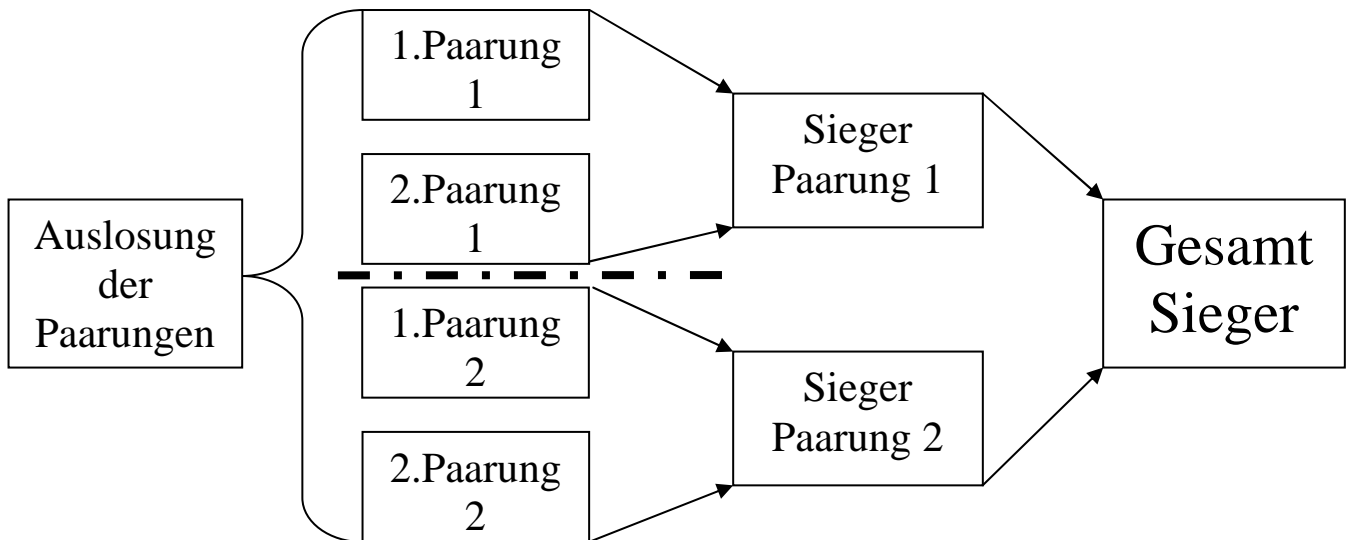 Auslosung
der
Paarungen
1.Paarung
1
2.Paarung
1
1.Paarung
2
2.Paarung
2
Sieger
Paarung 1
Sieger
Paarung 2
Gesamt
Sieger